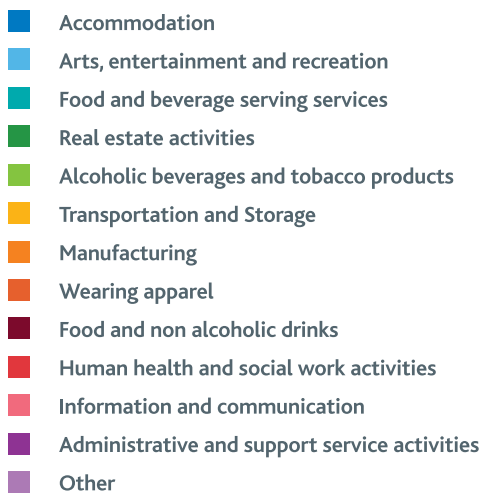 Accommodation
Arts, entertainment and recreation
Food and beverage serving services
Real estate activities
Alcoholic beverages and tobacco products
Transportation and Storage
Manufacturing
Wearing apparel
Food and non alcoholic drinks
Human health and social work activities
Information and communication
Administrative and support service activities
Other